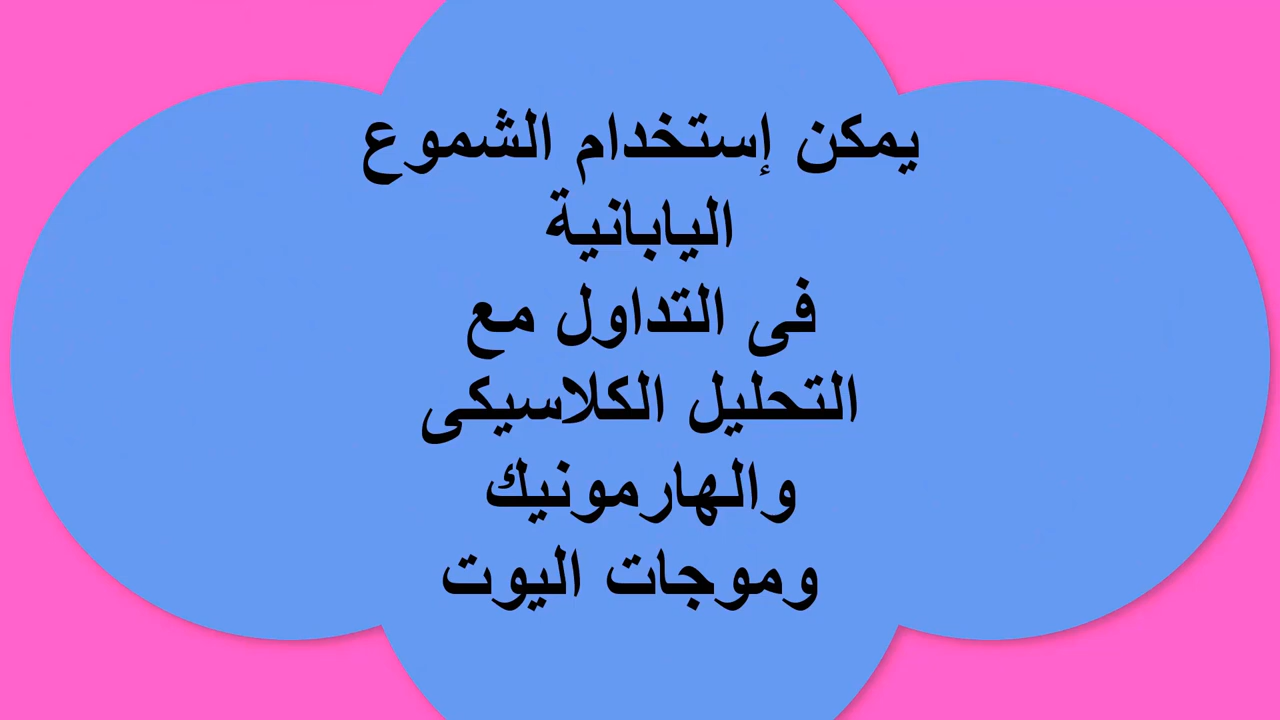 يمكن إستخدام الشموع
اليابانية
فى التداول مع
التحليل الكلاسيكى
والهارمونيك
وموجات اليوت